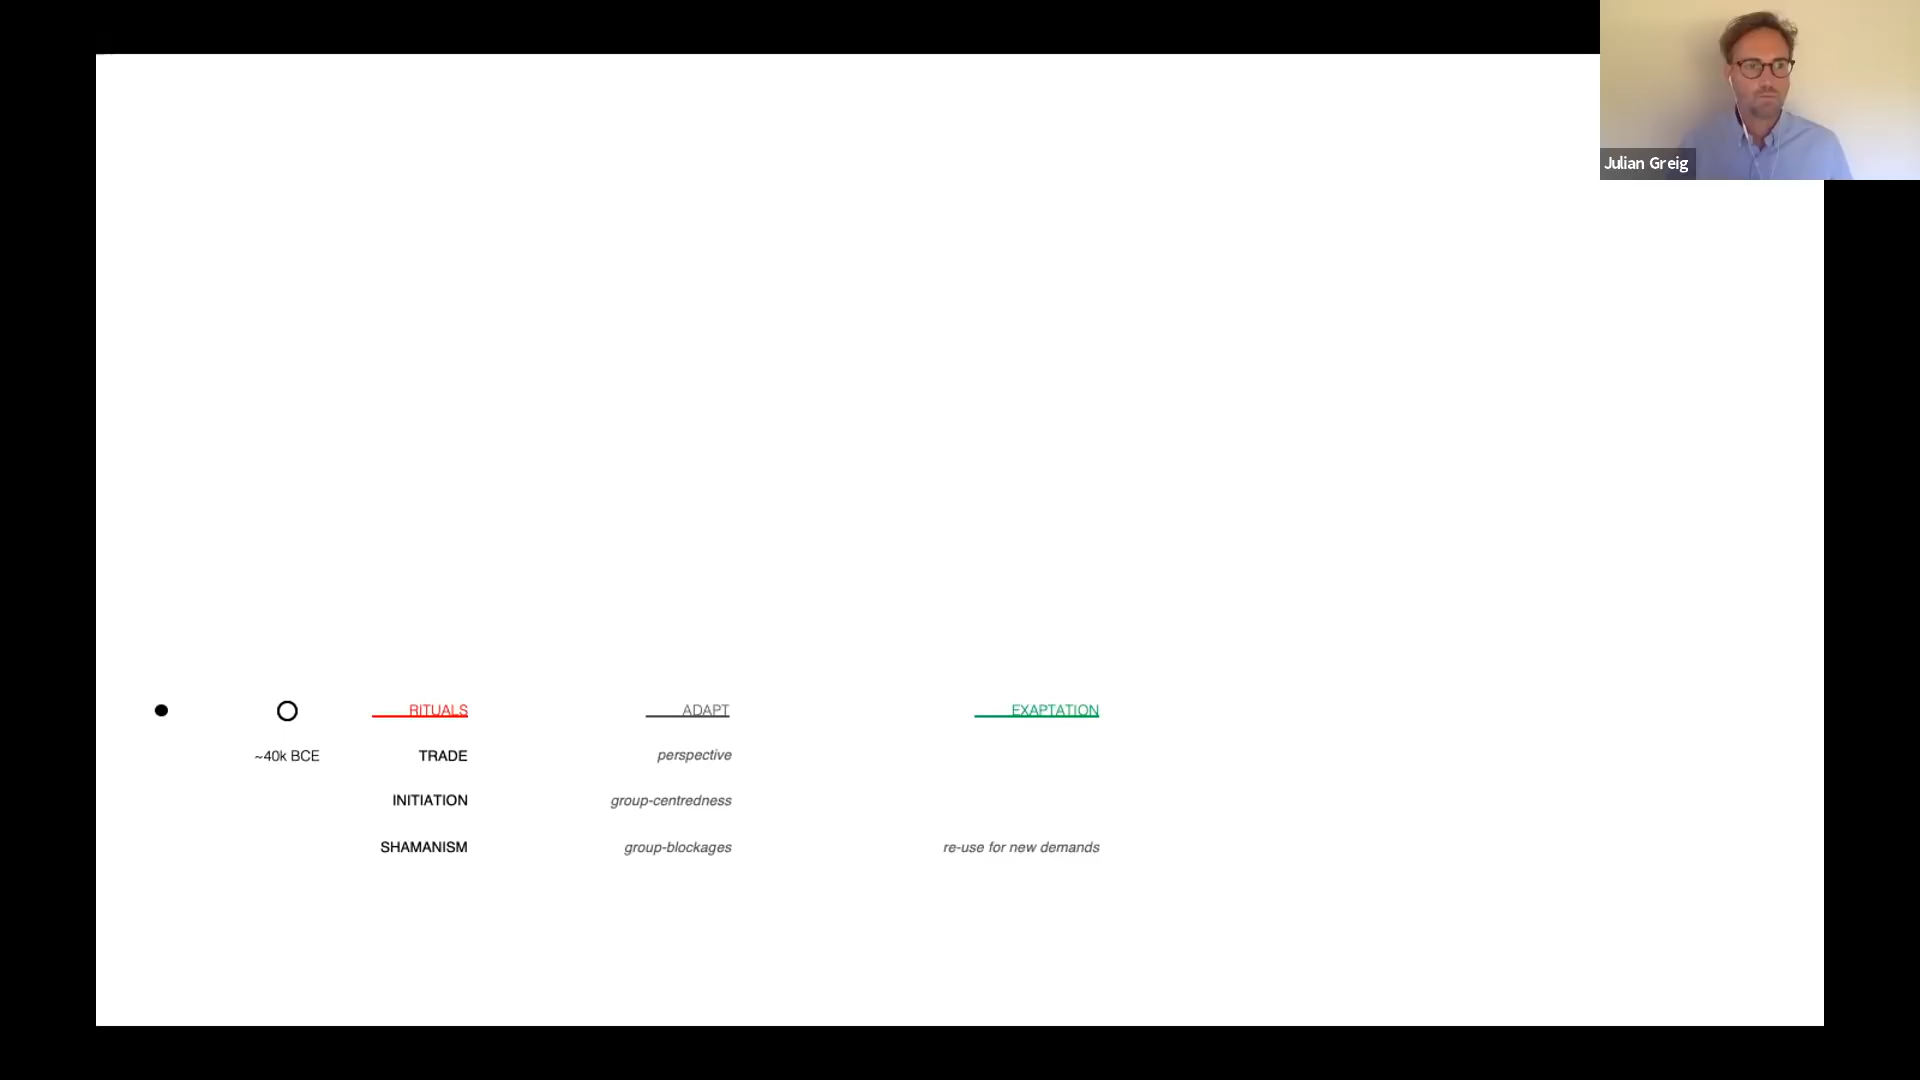 Julian Greig
RITUALS ADAPT EXAPTATION
~40k BCE TRADE perspective
INITIATION group-centredness
SHAMANISM group-blockages re-use for new demands